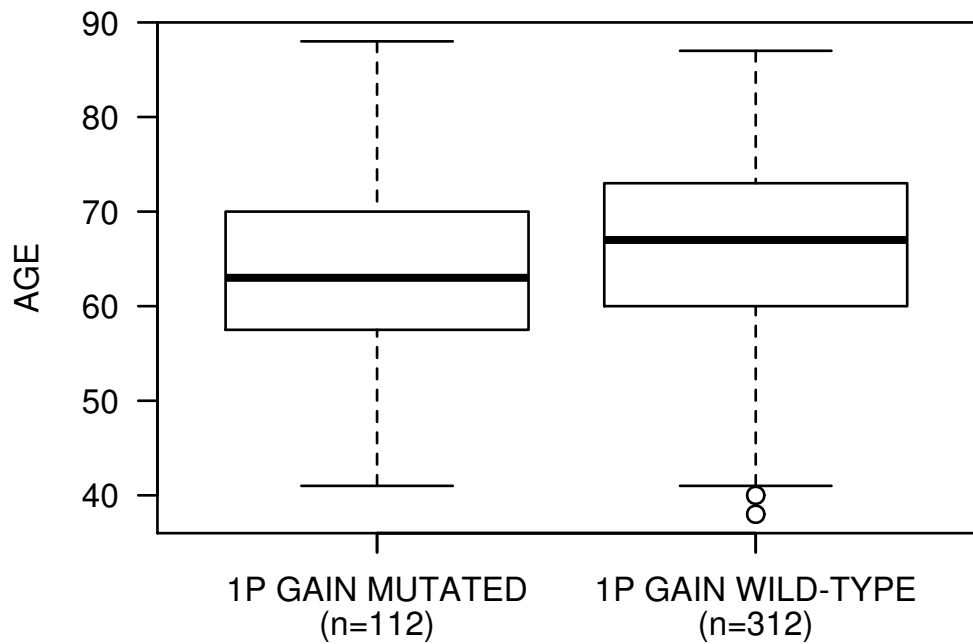 90
80
70
60
50
40
AGE
1P GAIN MUTATED
(n=112)
1P GAIN WILD-TYPE
(n=312)